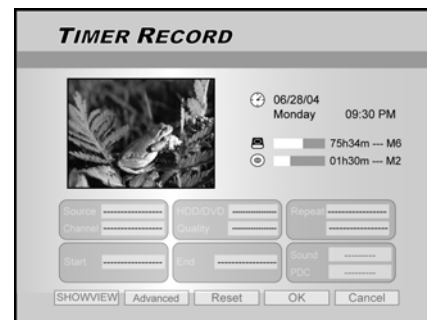 TIMER RECORD
06/28/04
Monday 09:30 PM
75h34m --- M6
01h30m --- M2
Source ---------------
Channel ---------------
HDD/DVD ------------
Quality ------------
Repeat ---------------
---------------
Start ---------------
End ---------------
Sound ---------
PDC ---------
SHOWVIEW Advanced Reset OK Cancel